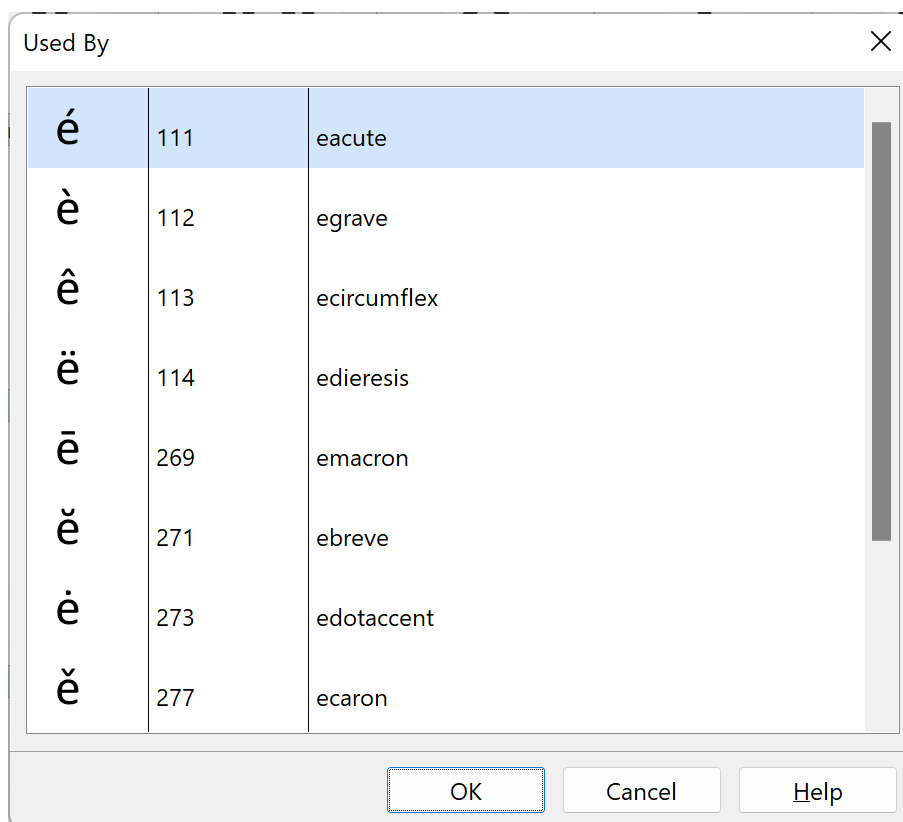 Used By
é 111 eacute
è 112 egrave
ê 113 ecircumflex
ë 114 edieresis
ē 269 emacron
ĕ 271 ebreve
ė 273 edotaccent
ě 277 ecaron
OK Cancel Help